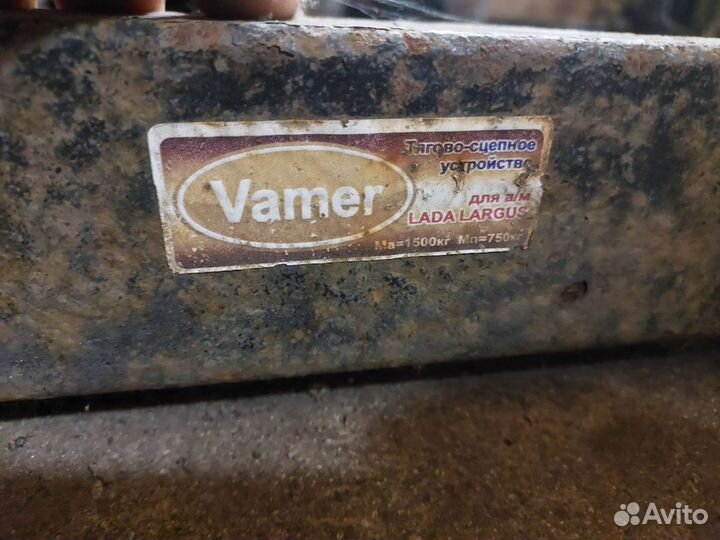 Vamer
Тягово-сцепное
устройство
для а/м
LADA LARGUS
Ма=1500кг Мп=750кг
Avito